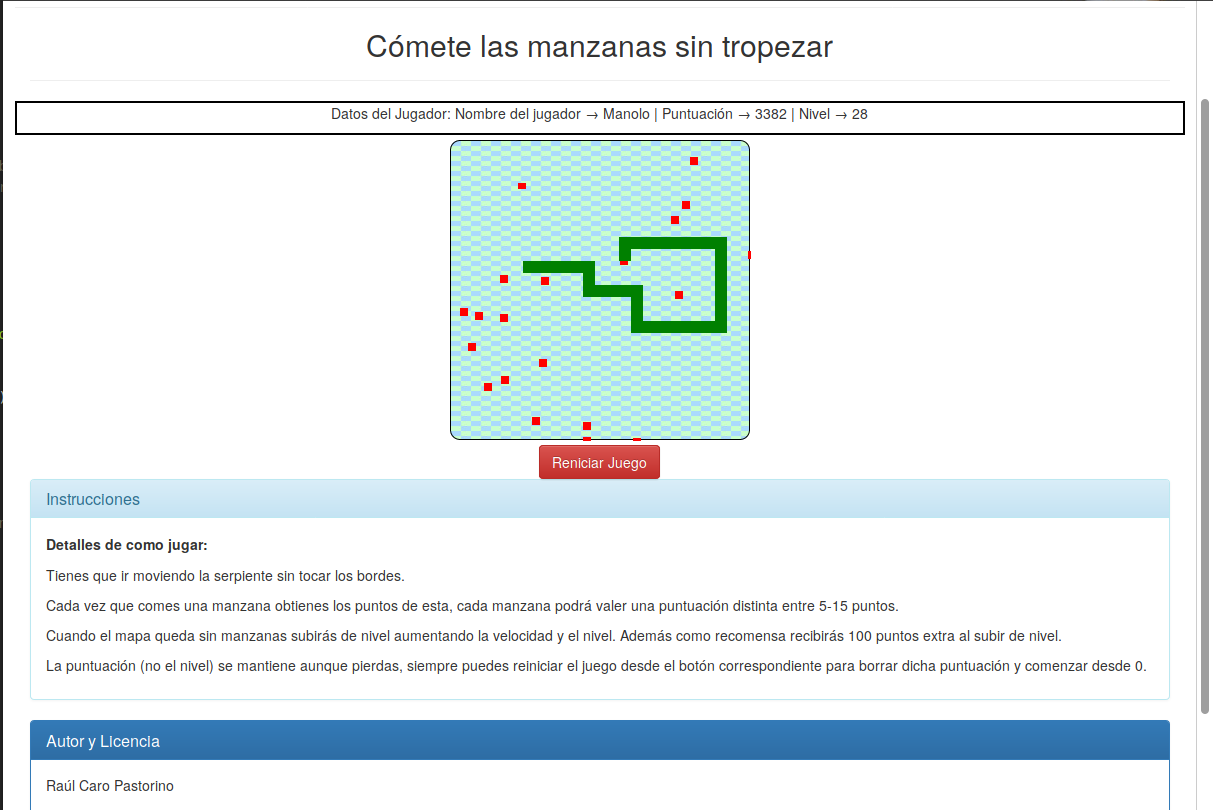 Cómete las manzanas sin tropezar
Datos del Jugador: Nombre del jugador → Manolo | Puntuación → 3382 | Nivel → 28
Reniciar Juego
Instrucciones
Detalles de como jugar:
Tienes que ir moviendo la serpiente sin tocar los bordes.
Cada vez que comes una manzana obtienes los puntos de esta, cada manzana podrá valer una puntuación distinta entre 5-15 puntos.
Cuando el mapa queda sin manzanas subirás de nivel aumentando la velocidad y el nivel. Además como recomensa recibirás 100 puntos extra al subir de nivel.
La puntuación (no el nivel) se mantiene aunque pierdas, siempre puedes reiniciar el juego desde el botón correspondiente para borrar dicha puntuación y comenzar desde 0.
Autor y Licencia
Raúl Caro Pastorino